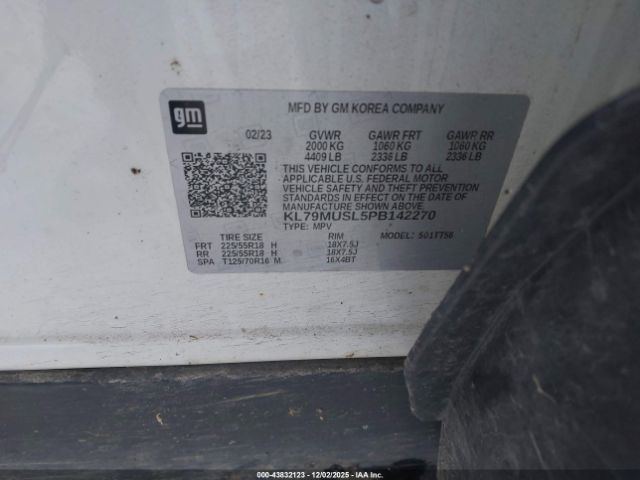 gm
MFD BY GM KOREA COMPANY
02/23 GVWR GAWR FRT GAWR RR
2000 KG 1060 KG 1060 KG
4409 LB 2336 LB 2336 LB
THIS VEHICLE CONFORMS TO ALL
APPLICABLE U.S. FEDERAL MOTOR
VEHICLE SAFETY AND THEFT PREVENTION
STANDARDS IN EFFECT ON THE DATE OF
MANUFACTURE SHOWN ABOVE.
KL79MUSL5PB142270
TYPE: MPV
TIRE SIZE RIM MODEL: 501TT56
FRT 225/55R18 H 18X7.5J
RR 225/55R18 H 18X7.5J
SPA T125/70R16 M 16X4BT
000-43832123 - 12/02/2025 - © IAA Holdings, LLC